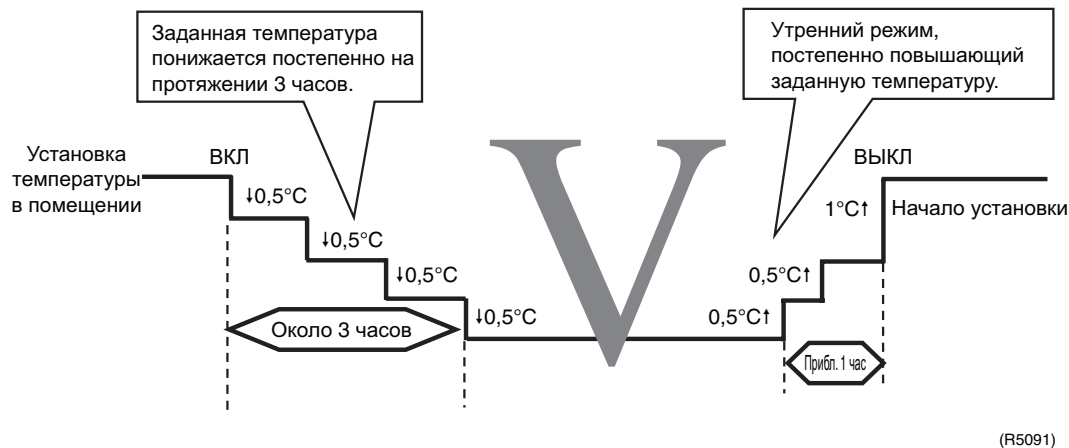 Заданная температура
понижается постепенно на
протяжении 3 часов.
Утренний режим,
постепенно повышающий
заданную температуру.
Установка
температуры
в помещении
ВКЛ
↓0,5°C
↓0,5°C
↓0,5°C
↓0,5°C
Около 3 часов
V
ВЫКЛ
1°C↑
Начало установки
0,5°C↑
0,5°C↑
Прибл. 1 час
(R5091)